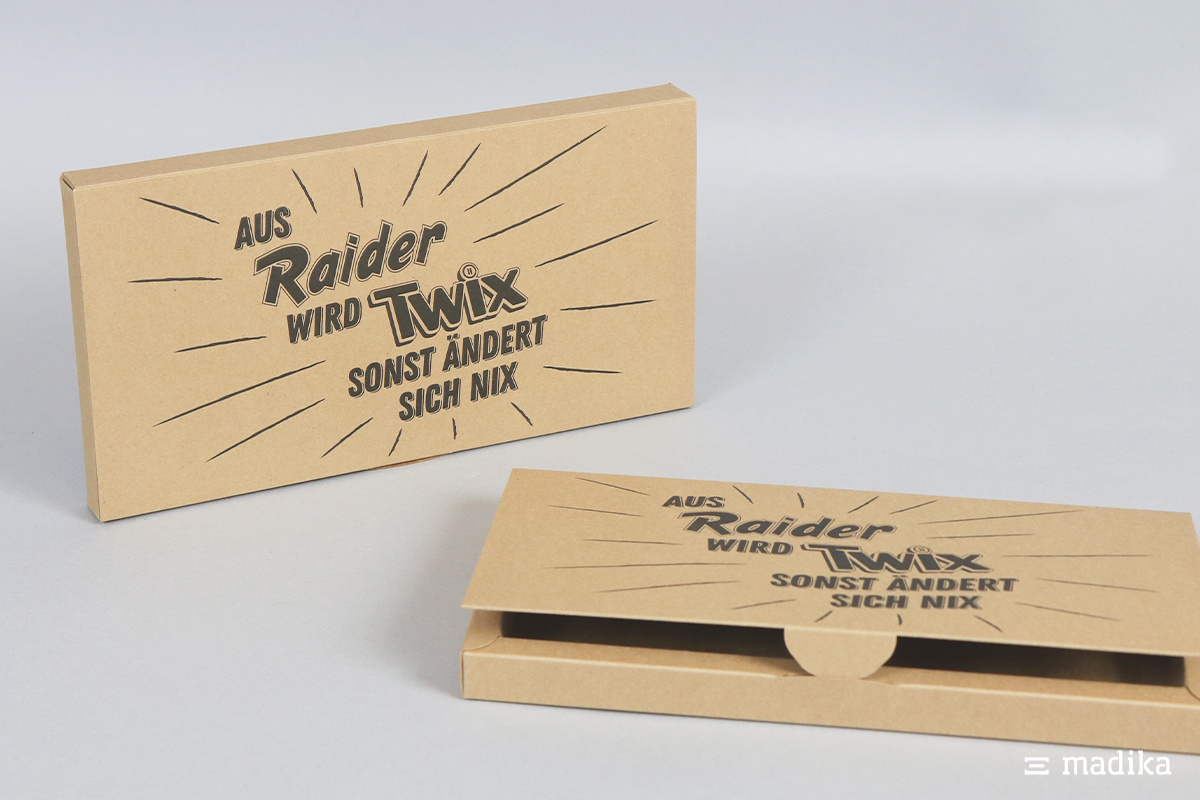 AUS
Raider
WIRD TWIX
SONST ÄNDERT
SICH NIX
AUS
Raider
WIRD TWIX
SONST ÄNDERT
SICH NIX
madika